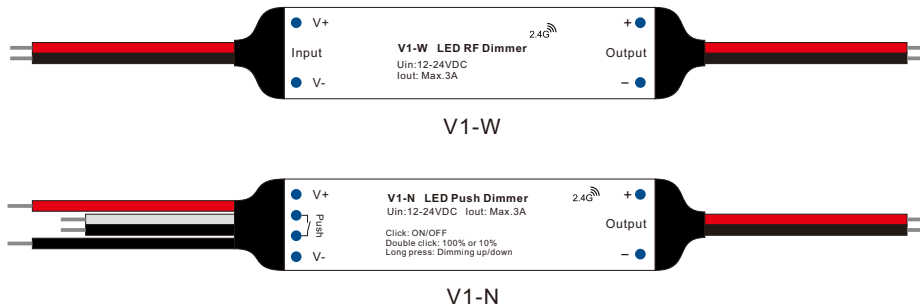 V+
+
2.4G
V1-W LED RF Dimmer
Input
Output
Uin:12-24VDC
Iout: Max.3A
V-
–
V1-W
V+
V1-N LED Push Dimmer
2.4G
+
Uin:12-24VDC Iout: Max.3A
Push
Output
Click: ON/OFF
Double click: 100% or 10%
Long press: Dimming up/down
V-
–
V1-N